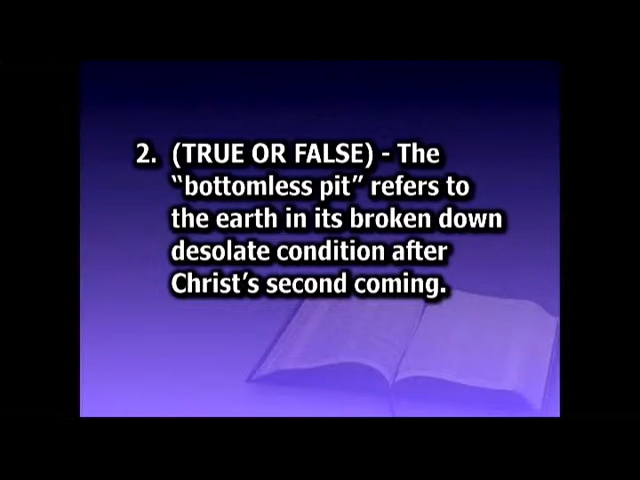 2. (TRUE OR FALSE) - The
“bottomless pit” refers to
the earth in its broken down
desolate condition after
Christ’s second coming.